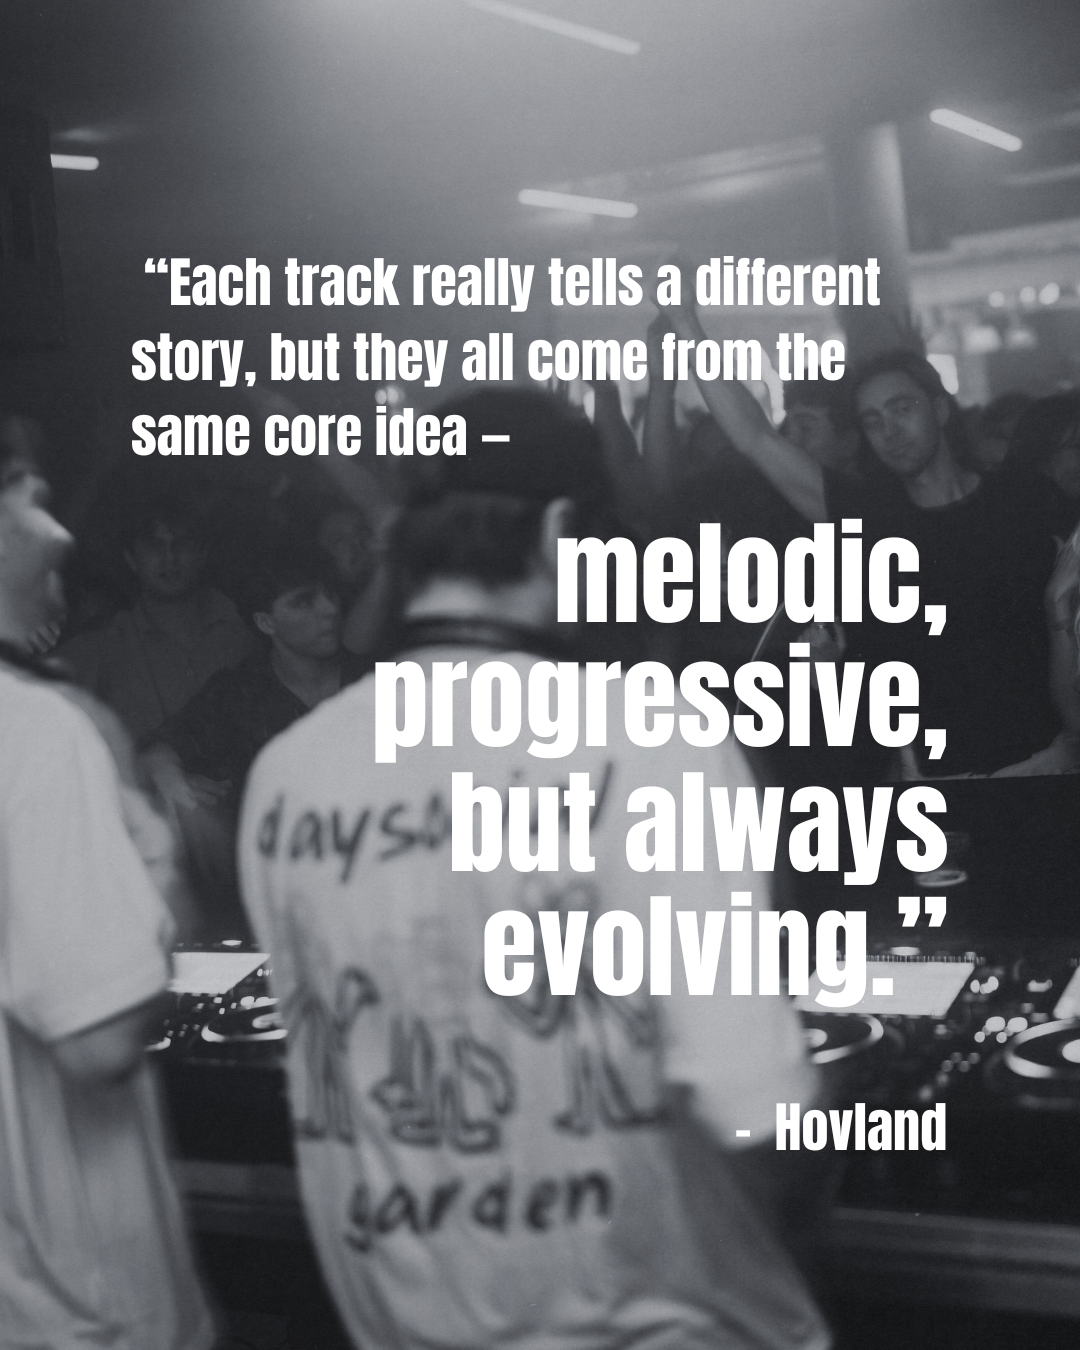 “Each track really tells a different
story, but they all come from the
same core idea –
melodic,
progressive,
but always
evolving.”
- Hovland
garden